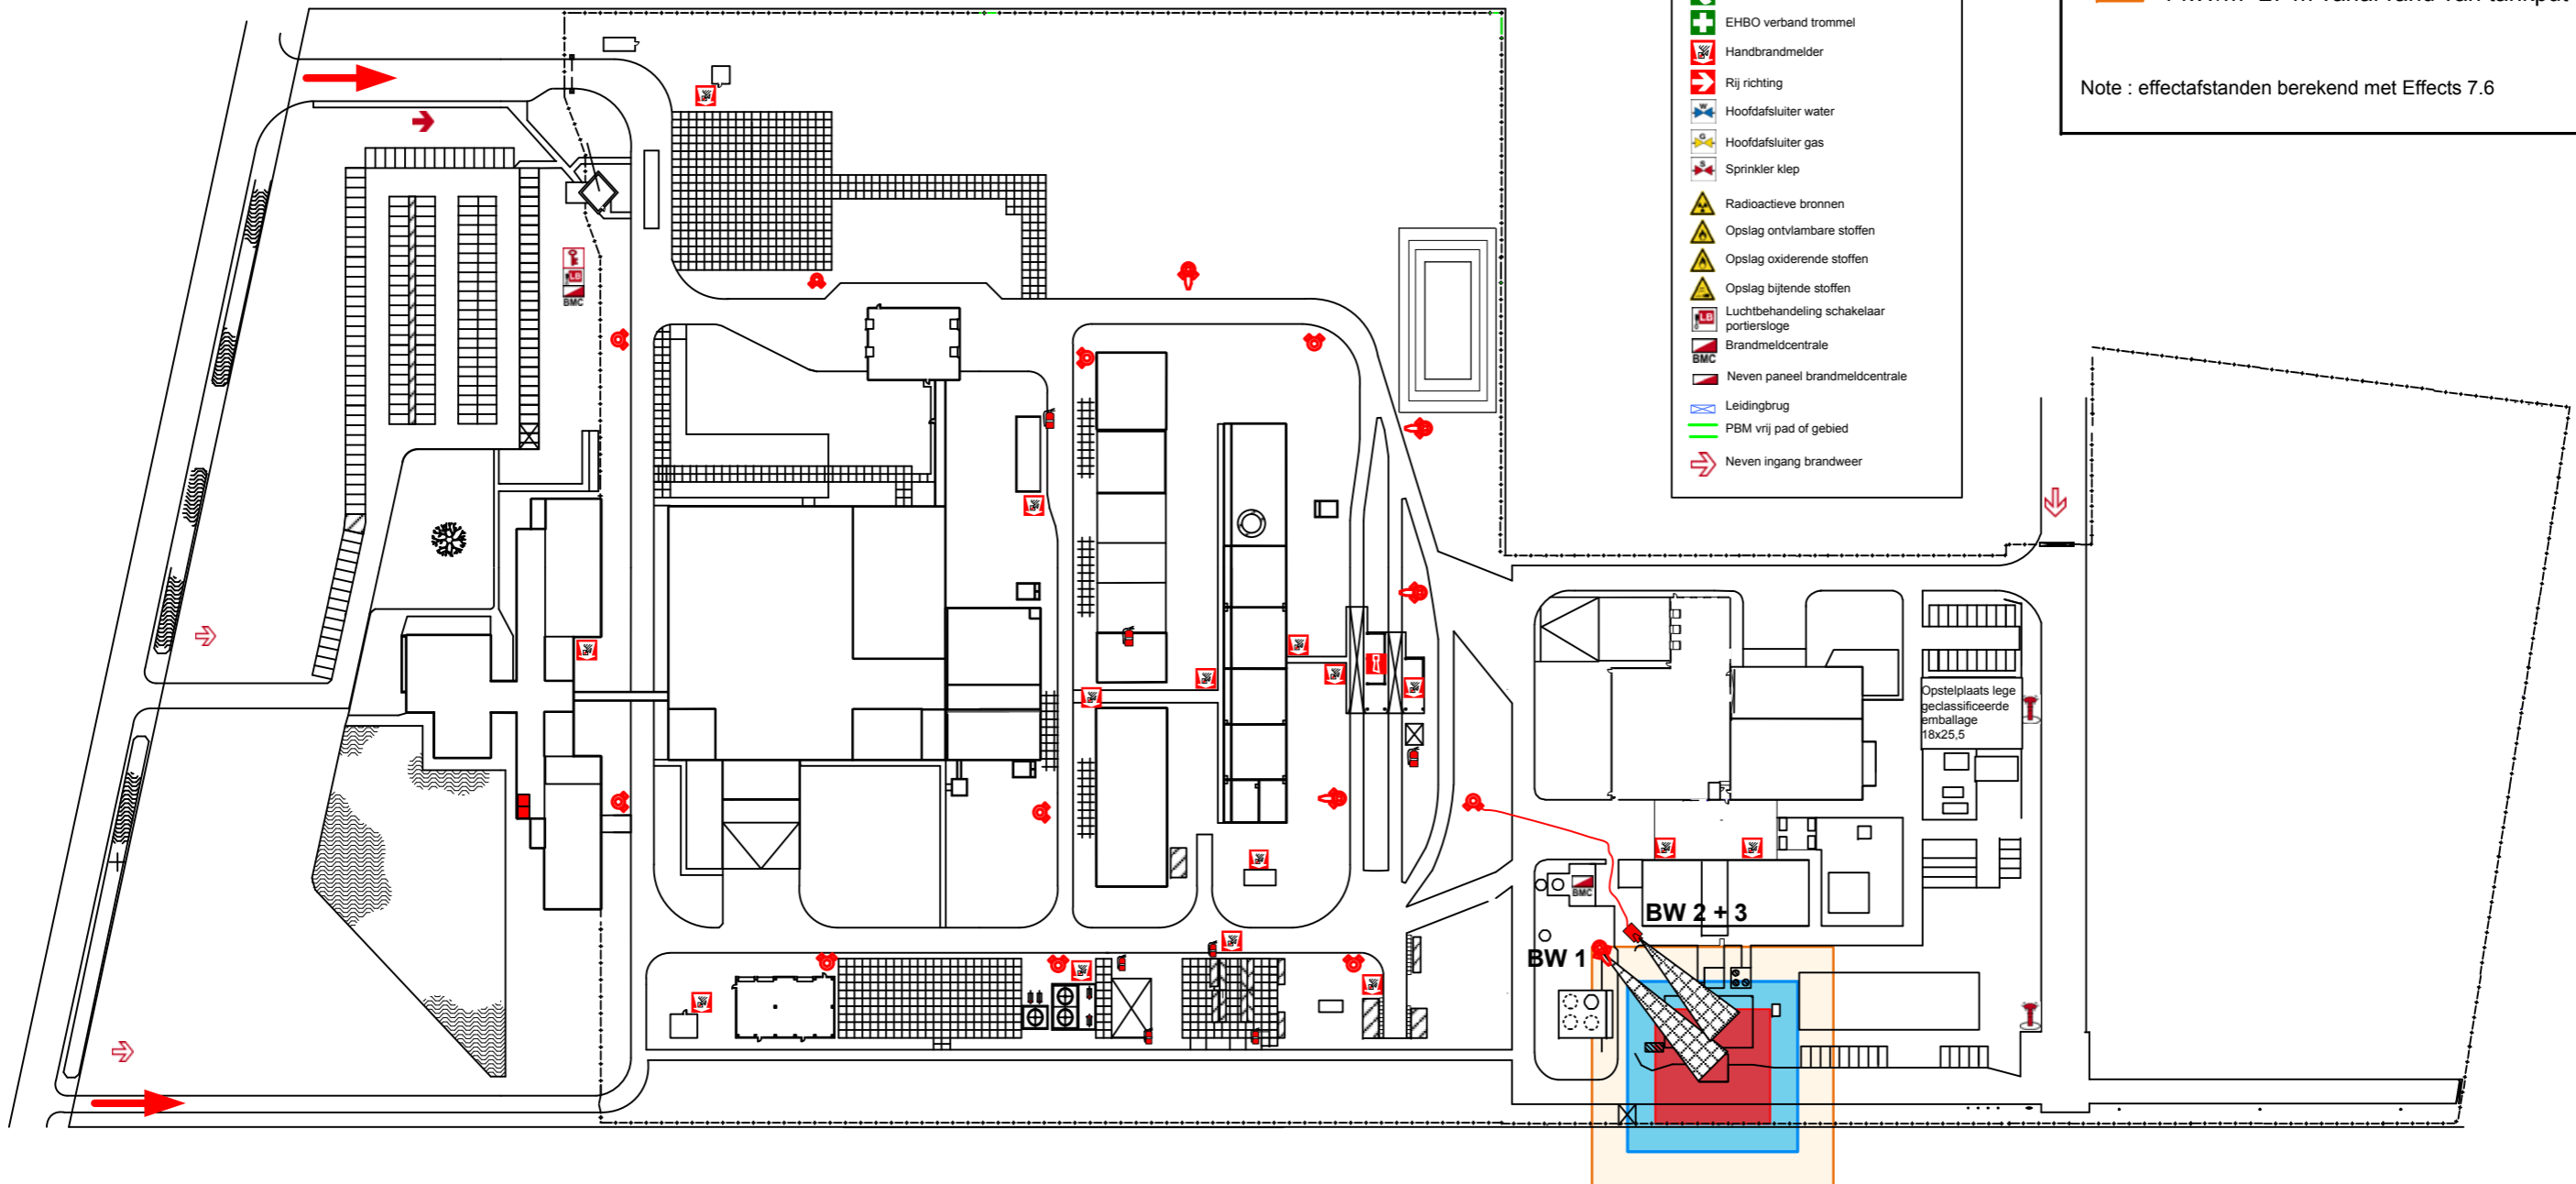 EHBO verband trommel
Handbrandmelder
Rij richting
W
Hoofdafsluiter water
G
Hoofdafsluiter gas
S
Sprinkler klep
Radioactieve bronnen
Opslag ontvlambare stoffen
Opslag oxiderende stoffen
Opslag bijtende stoffen
LB
Luchtbehandeling schakelaar
portiersloge
Brandmeldcentrale
BMC
Neven paneel brandmeldcentrale
Leidingbrug
PBM vrij pad of gebied
Neven ingang brandweer
Note : effectafstanden berekend met Effects 7.6
LB
BMC
Opstelplaats lege
geclassificeerde
emballage
18x25,5
BMC
BW 2 + 3
BW 1